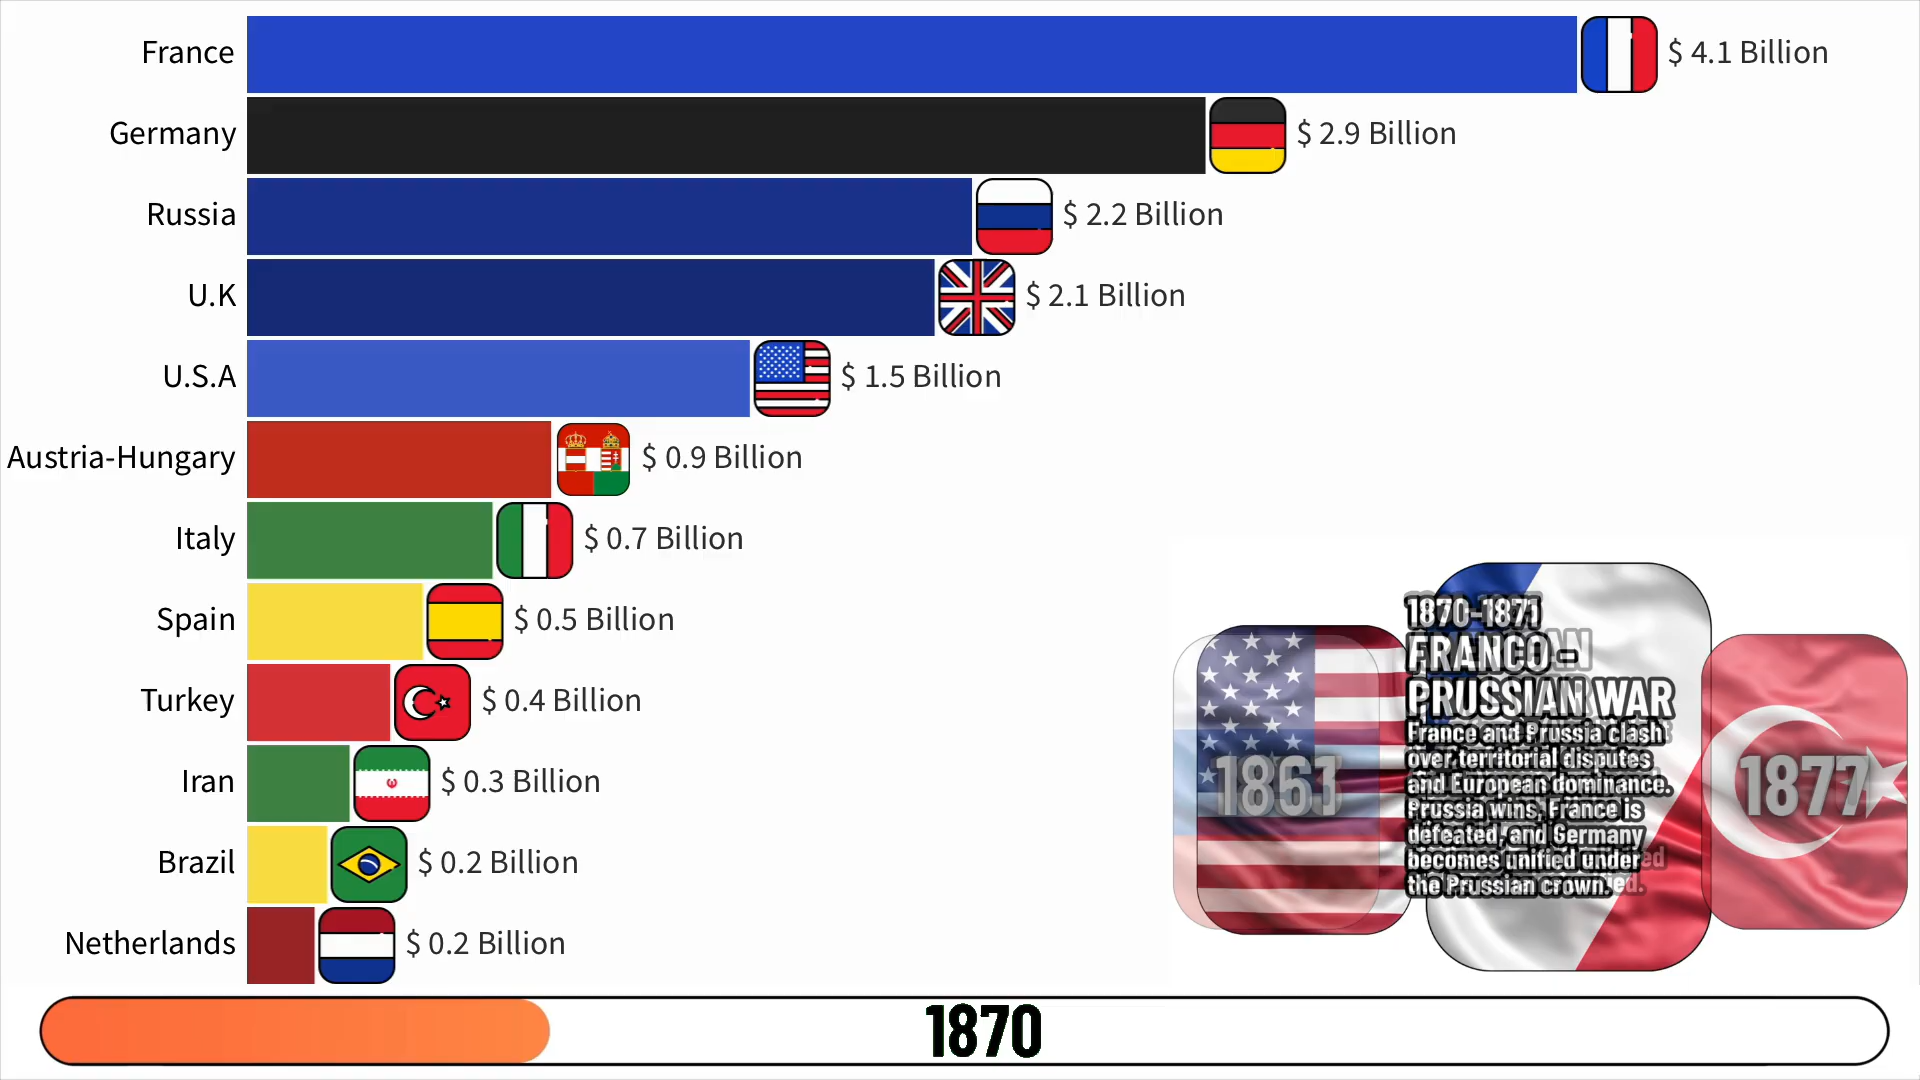 France
$ 4.1 Billion
Germany
$ 2.9 Billion
Russia
$ 2.2 Billion
U.K
$ 2.1 Billion
U.S.A
$ 1.5 Billion
Austria-Hungary
$ 0.9 Billion
Italy
$ 0.7 Billion
Spain
$ 0.5 Billion
Turkey
$ 0.4 Billion
Iran
$ 0.3 Billion
Brazil
$ 0.2 Billion
Netherlands
$ 0.2 Billion
1870-1871
FRANCO -
PRUSSIAN WAR
France and Prussia clash
over territorial disputes
and European dominance.
Prussia wins, France is
defeated, and Germany
becomes unified under
the Prussian crown.
1877
1870